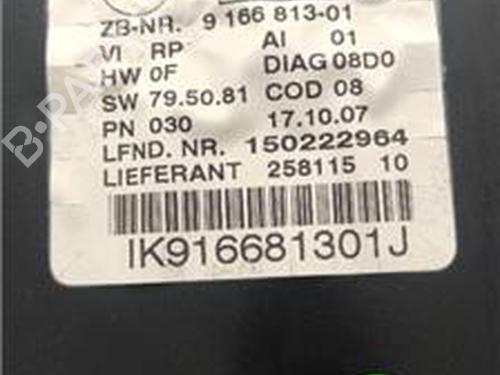 ZB-NR. 9 166 813-01
VI RP AI 01
HW 0F DIAG 08D0
SW 79.50.81 COD 08
PN 030 17.10.07
LFND. NR. 150222964
LIEFERANT 258115 10
IK916681301J